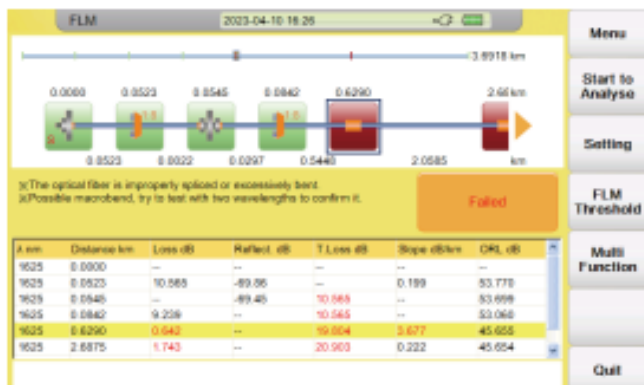 FLM 2023-04-10 16:26
Menu
3.6918 km
Start to
Analyse
0.0000 0.0523 0.0545 0.0842 0.6290 2.66 km
1:8 1:8
0.0523 0.0022 0.0297 0.5448 2.0585 km
Setting
The optical fiber is improperly spliced or excessively bent.
Possible macrobend, try to test with two wavelengths to confirm it.
Failed
FLM
Threshold
λ nm Distance km Loss dB Reflect. dB T.Loss dB Slope dB/km ORL dB
Multi
Function
1625 0.0000 -- -- -- -- --
1625 0.0523 10.565 -69.86 -- 0.199 53.770
1625 0.0545 -- -69.48 10.565 -- 53.699
1625 0.0842 9.239 -- 10.565 -- 53.060
1625 0.6290 0.642 -- 19.804 3.677 45.655
1625 2.6875 1.743 -- 20.903 0.222 45.654
Quit